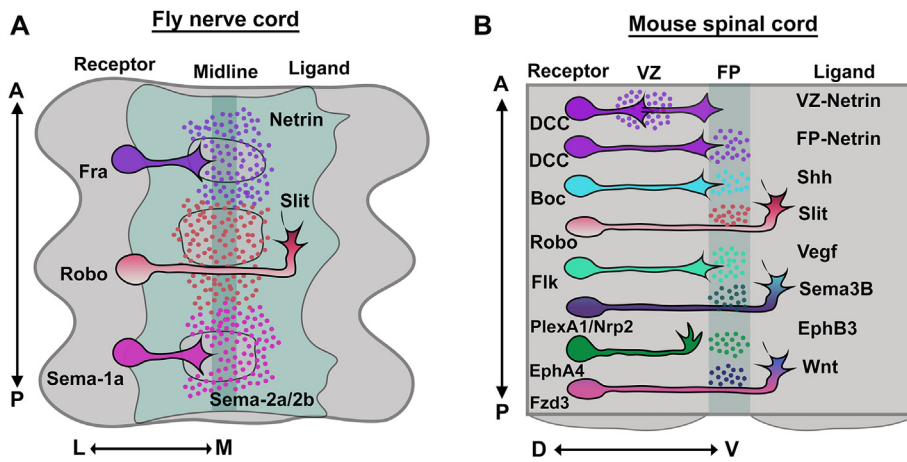 A
Fly nerve cord
Receptor
Midline
Ligand
A
Netrin
Fra
Slit
Robo
Sema-1a
Sema-2a/2b
P
L
M
B
Mouse spinal cord
Receptor
VZ
FP
Ligand
A
VZ-Netrin
DCC
FP-Netrin
DCC
Shh
Boc
Slit
Robo
Vegf
Flk
Sema3B
PlexA1/Nrp2
EphB3
EphA4
Wnt
Fzd3
P
D
V